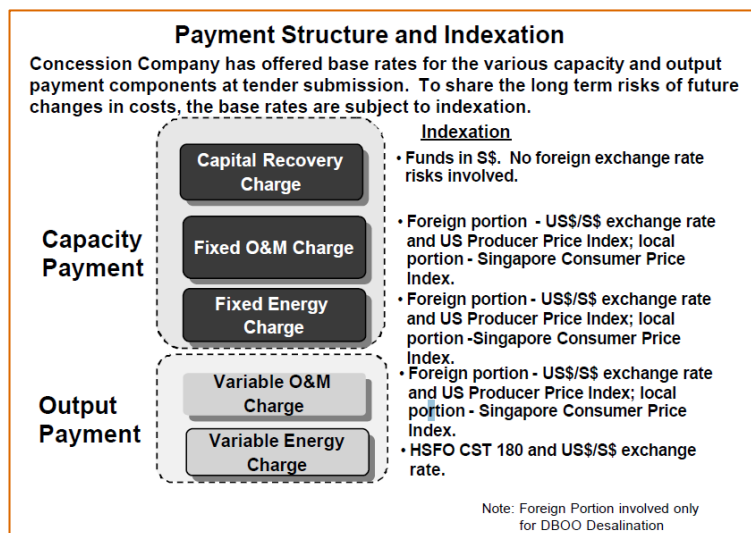 Payment Structure and Indexation
Concession Company has offered base rates for the various capacity and output
payment components at tender submission. To share the long term risks of future
changes in costs, the base rates are subject to indexation.
Indexation
Capacity
Payment
Capital Recovery
Charge
• Funds in S$. No foreign exchange rate
risks involved.
Fixed O&M Charge
• Foreign portion - US$/S$ exchange rate
and US Producer Price Index; local
portion - Singapore Consumer Price
Index.
Fixed Energy
Charge
• Foreign portion - US$/S$ exchange rate
and US Producer Price Index; local
portion -Singapore Consumer Price
Index.
Output
Payment
Variable O&M
Charge
• Foreign portion - US$/S$ exchange rate
and US Producer Price Index; local
portion - Singapore Consumer Price
Index.
Variable Energy
Charge
• HSFO CST 180 and US$/S$ exchange
rate.
Note: Foreign Portion involved only
for DBOO Desalination